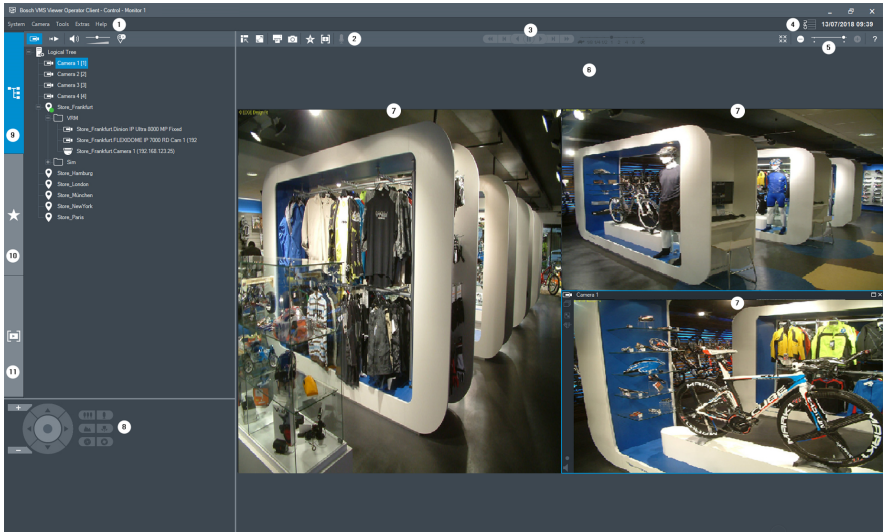 Bosch VMS Viewer Operator Client - Control - Monitor 1
System Camera Tools Extras Help 1
2
3
4
13/07/2018 09:39
5
6
Logical Tree
Camera 1 [1]
Camera 2 [2]
Camera 3 [3]
Camera 4 [4]
Store_Frankfurt
VRM
Store_Frankfurt Dinion IP Ultra 8000 MP Fixed
Store_Frankfurt FLEXIDOME IP 7000 RD Cam 1 (192
Store_Frankfurt Camera 1 (192.160.123.25)
Sim
Store_Hamburg
Store_London
Store_München
Store_NewYork
Store_Paris
7
7
Camera 1
7
CUBE
8
9
10
11